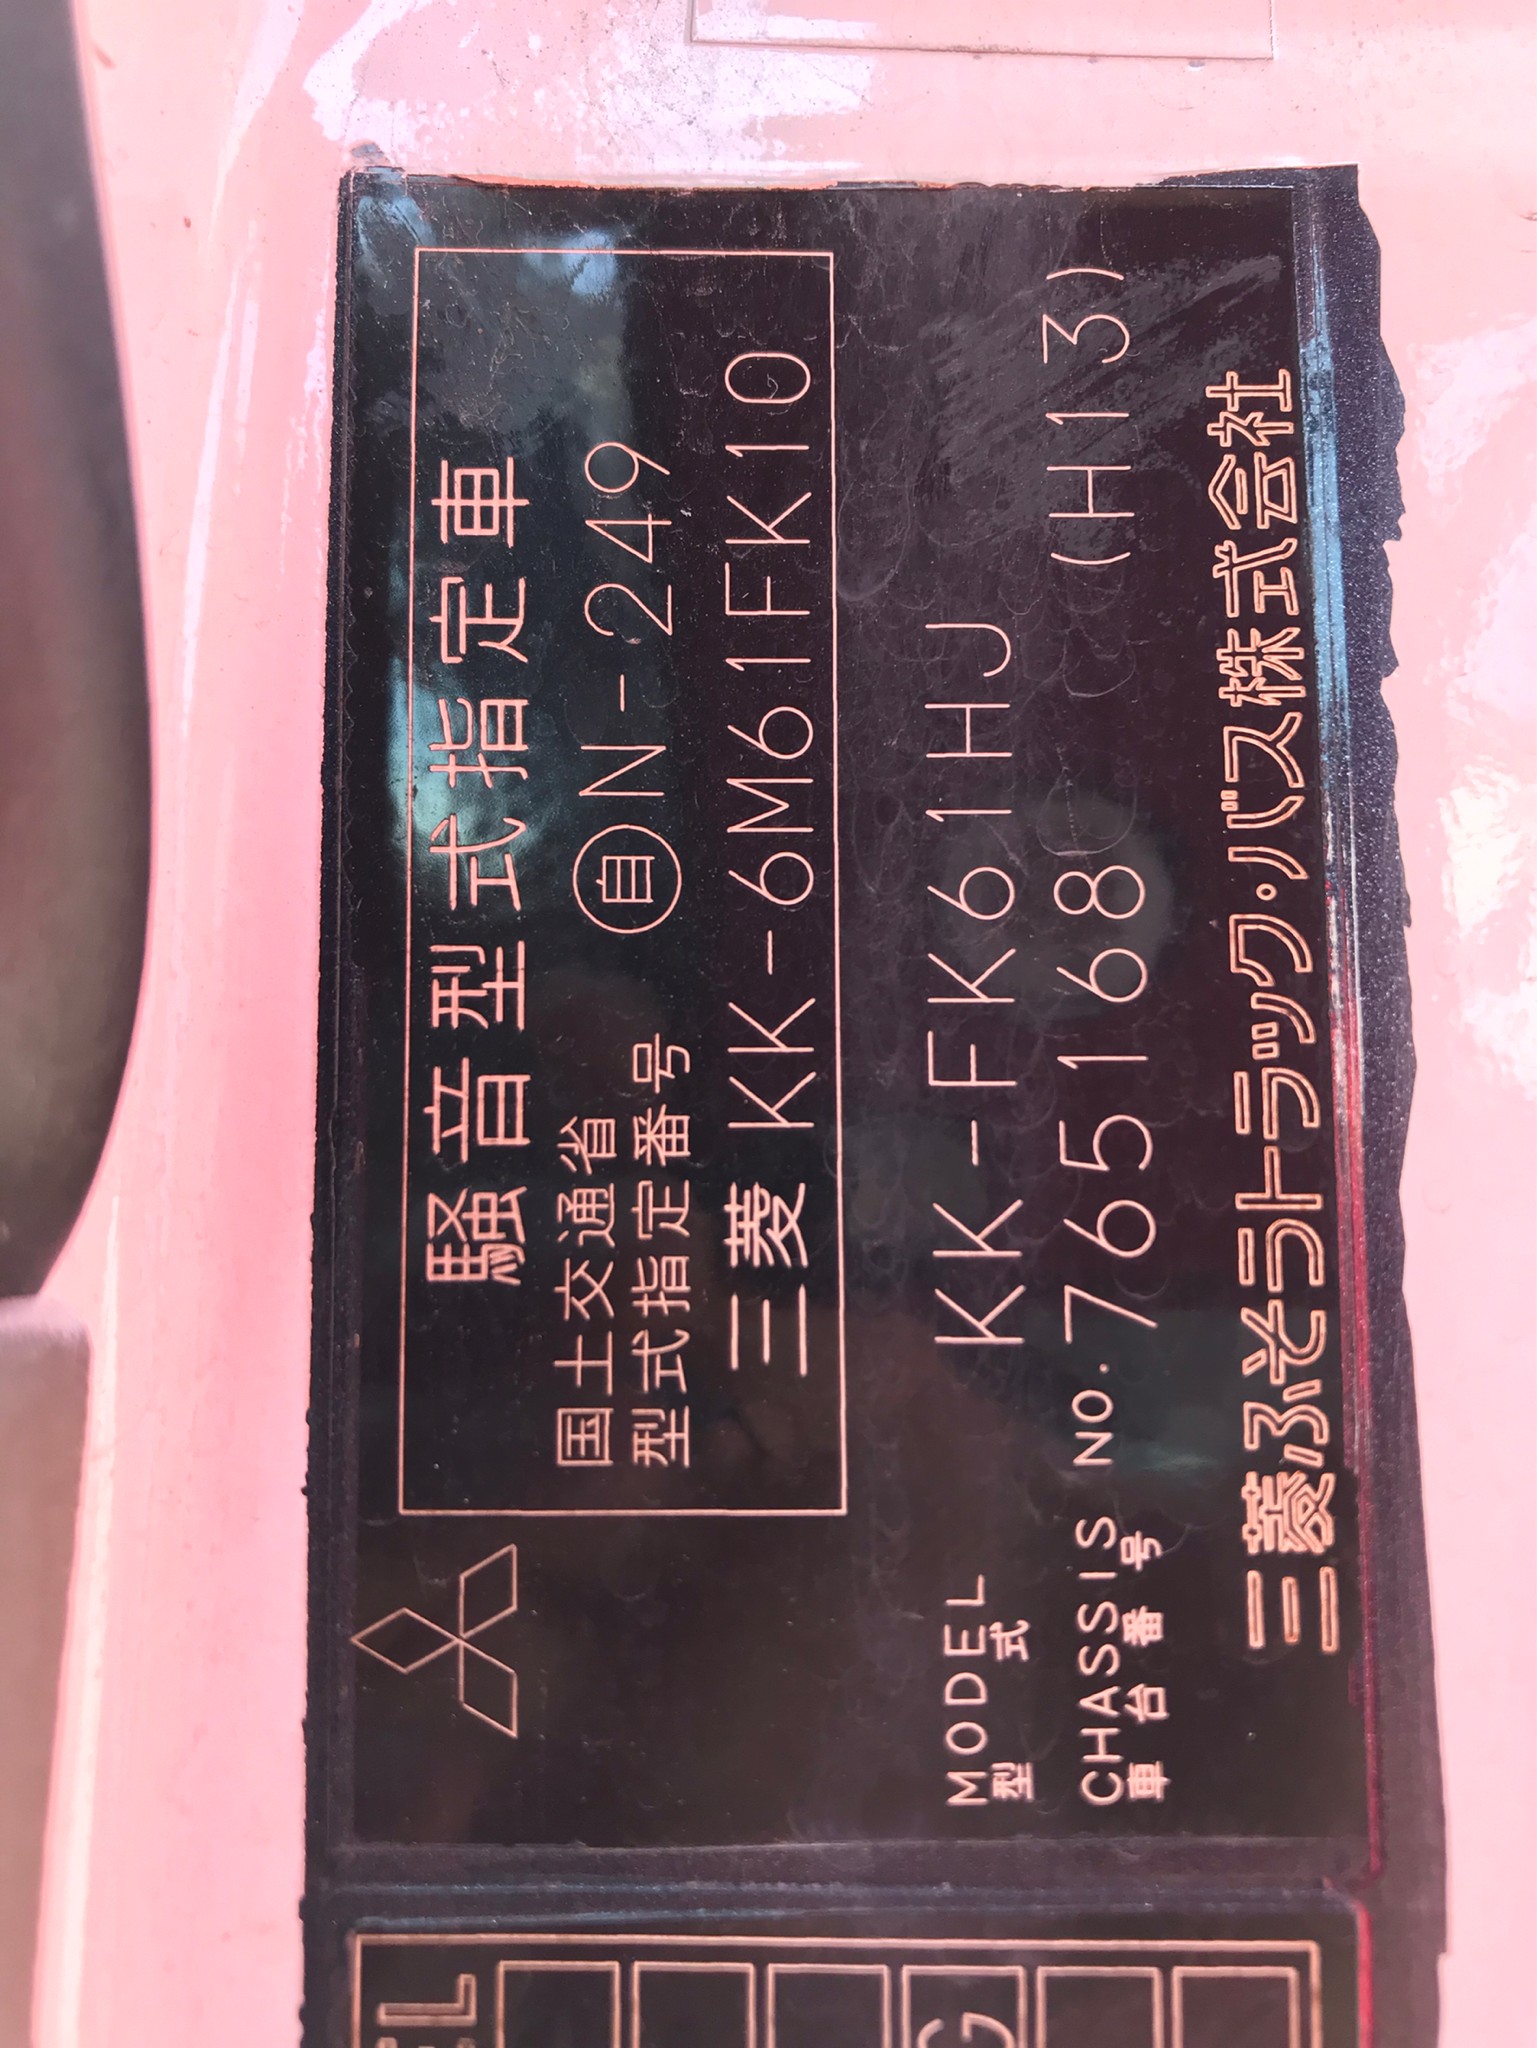 騒音型式指定車
国土交通省
型式指定番号 自 N-249
三菱 KK-6M61FK10
MODEL KK-FK61HJ
型式
CHASSIS NO. 765168 (H13)
車台番号
三菱ふそうトラック・バス株式会社